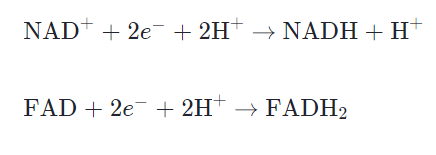 NAD⁺ + 2e⁻ + 2H⁺ → NADH + H⁺
FAD + 2e⁻ + 2H⁺ → FADH₂